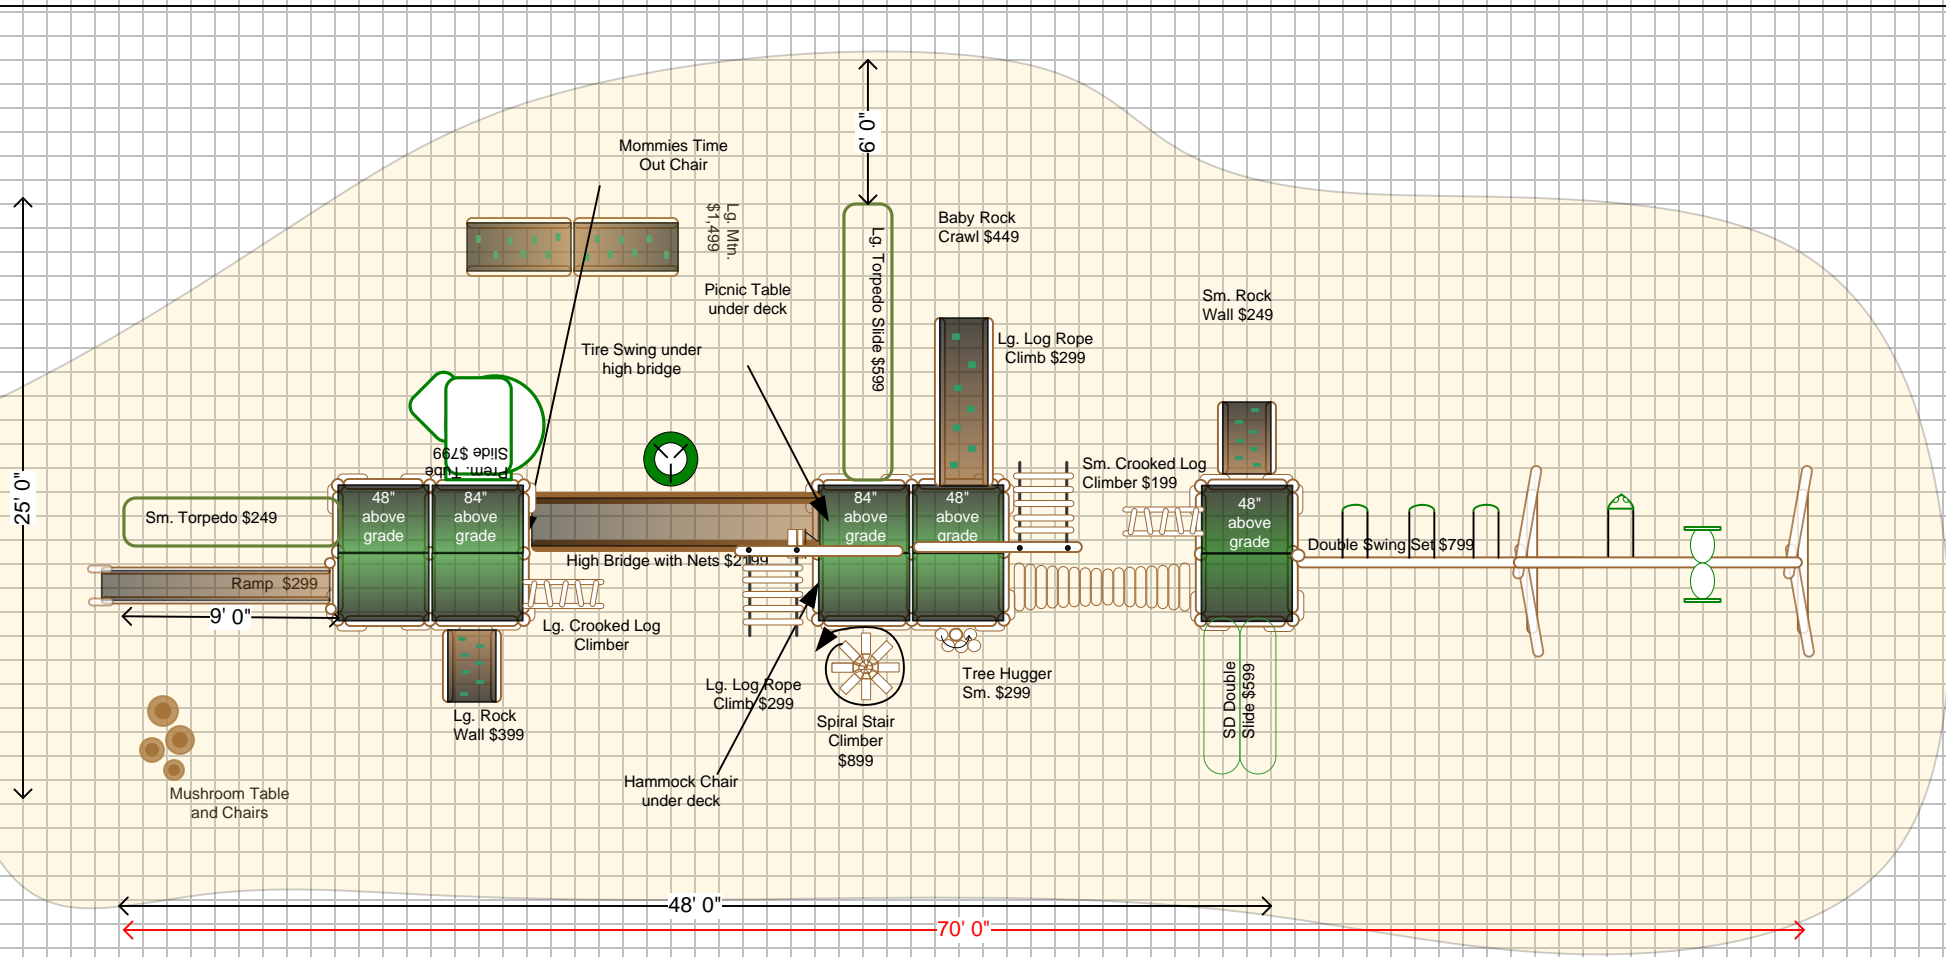 6' 0"
Mommies Time
Out Chair
Lg. Mtn.
$1,499
Baby Rock
Crawl $449
Picnic Table
under deck
Lg. Torpedo Slide $599
Sm. Rock
Wall $249
Tire Swing under
high bridge
Lg. Log Rope
Climb $299
Prem. Tube
Slide $799
Sm. Crooked Log
Climber $199
25' 0"
Sm. Torpedo $249
48"
above
grade
84"
above
grade
84"
above
grade
48"
above
grade
48"
above
grade
Double Swing Set $799
High Bridge with Nets $2199
Ramp $299
9' 0"
Lg. Crooked Log
Climber
Lg. Rock
Wall $399
Lg. Log Rope
Climb $299
Spiral Stair
Climber
$899
Tree Hugger
Sm. $299
SD Double
Slide $599
Hammock Chair
under deck
Mushroom Table
and Chairs
48' 0"
70' 0"